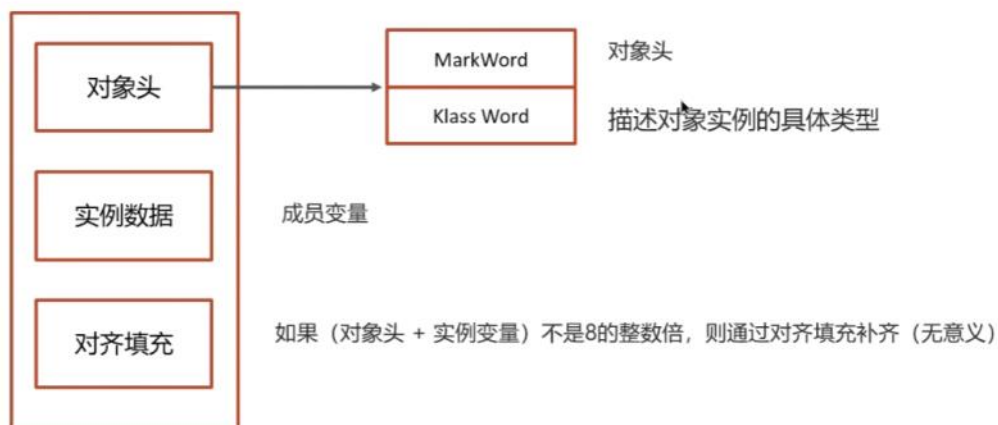 对象头
MarkWord
对象头
Klass Word
描述对象实例的具体类型
实例数据
成员变量
对齐填充
如果（对象头 + 实例变量）不是8的整数倍，则通过对齐填充补齐（无意义）